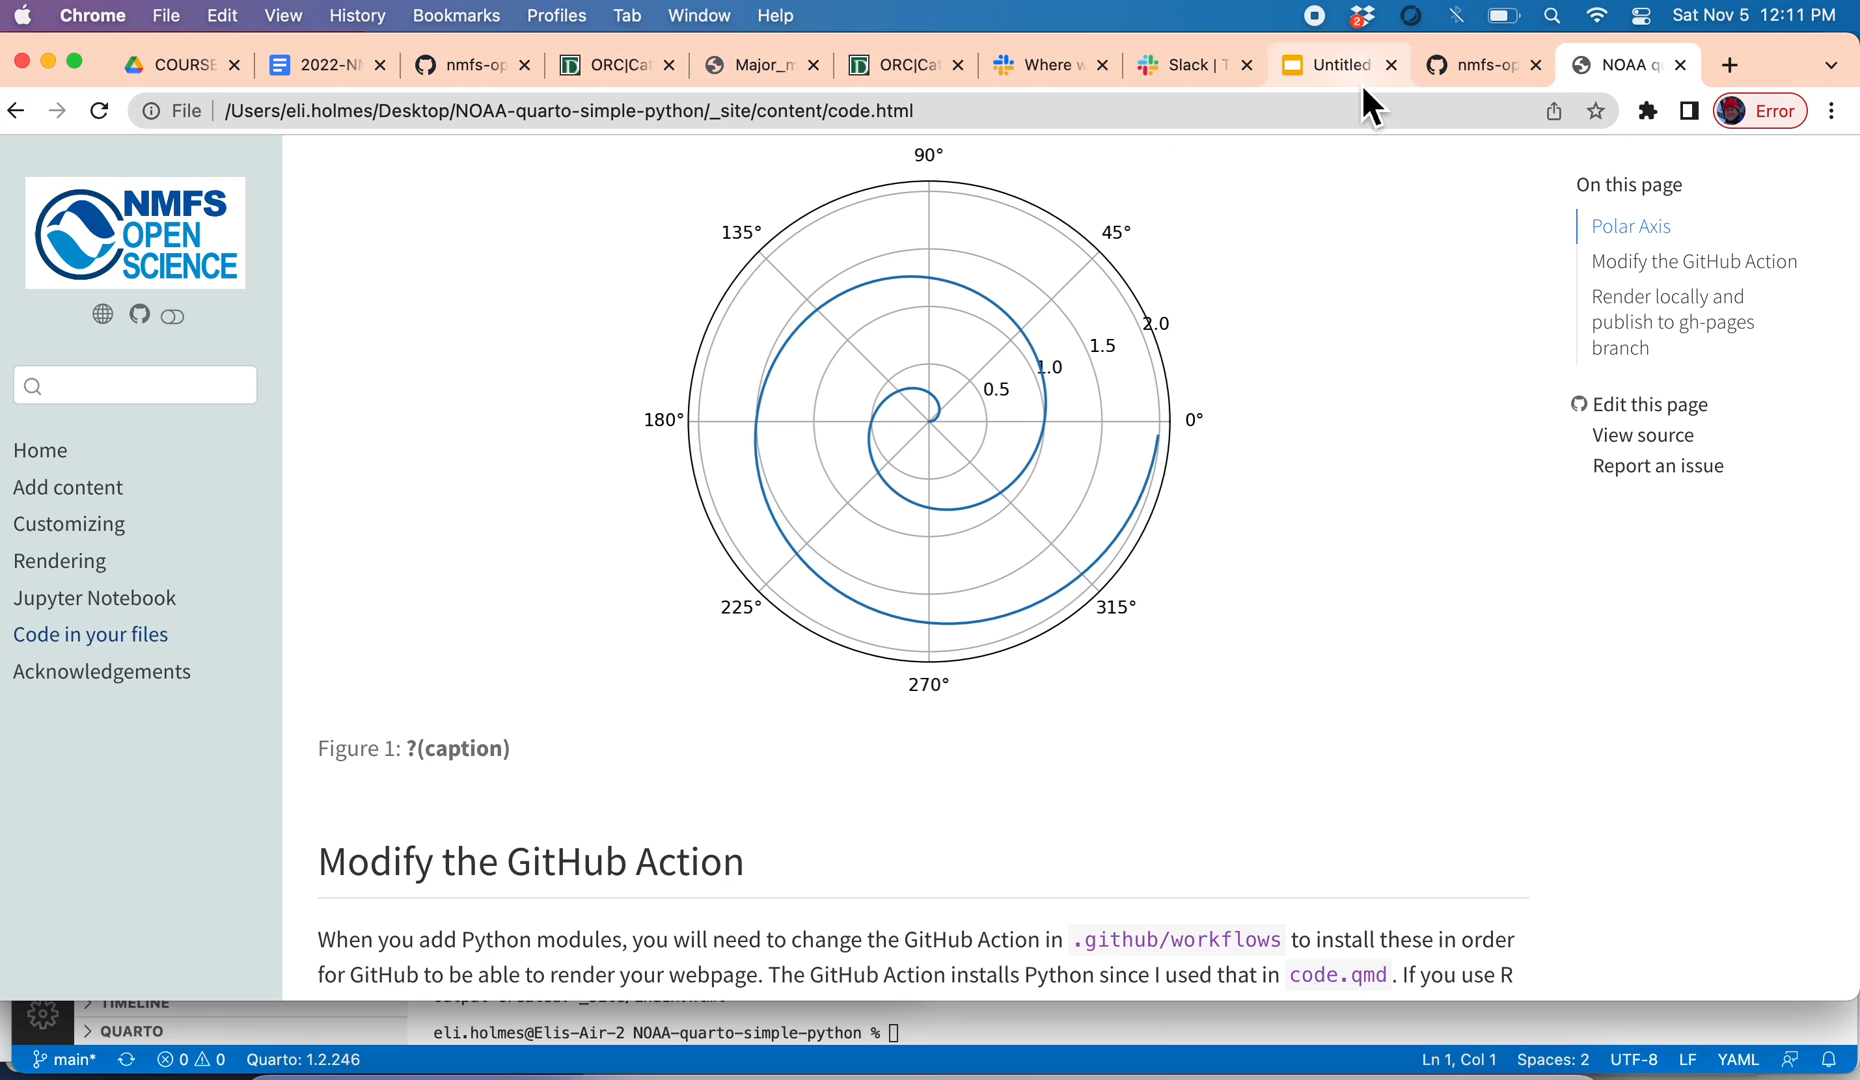 Chrome File Edit View History Bookmarks Profiles Tab Window Help 2 Sat Nov 5 12:11 PM
COURSE 2022-N nmfs-op ORC|Ca Major_ ORC|Ca Where Slack | Untitled nmfs-op NOAA q
File /Users/eli.holmes/Desktop/NOAA-quarto-simple-python/_site/content/code.html Error
NMFS
OPEN
SCIENCE
Home
Add content
Customizing
Rendering
Jupyter Notebook
Code in your files
Acknowledgements
90°
135° 45°
2.0
1.5
1.0
0.5
180° 0°
225° 315°
270°
Figure 1: ?(caption)
Modify the GitHub Action
When you add Python modules, you will need to change the GitHub Action in .github/workflows to install these in order
for GitHub to be able to render your webpage. The GitHub Action installs Python since I used that in code.qmd. If you use R
On this page
Polar Axis
Modify the GitHub Action
Render locally and
publish to gh-pages
branch
Edit this page
View source
Report an issue
TIMELINE
QUARTO
eli.holmes@Elis-Air-2 NOAA-quarto-simple-python %
main* 0 0 Quarto: 1.2.246 Ln 1, Col 1 Spaces: 2 UTF-8 LF YAML